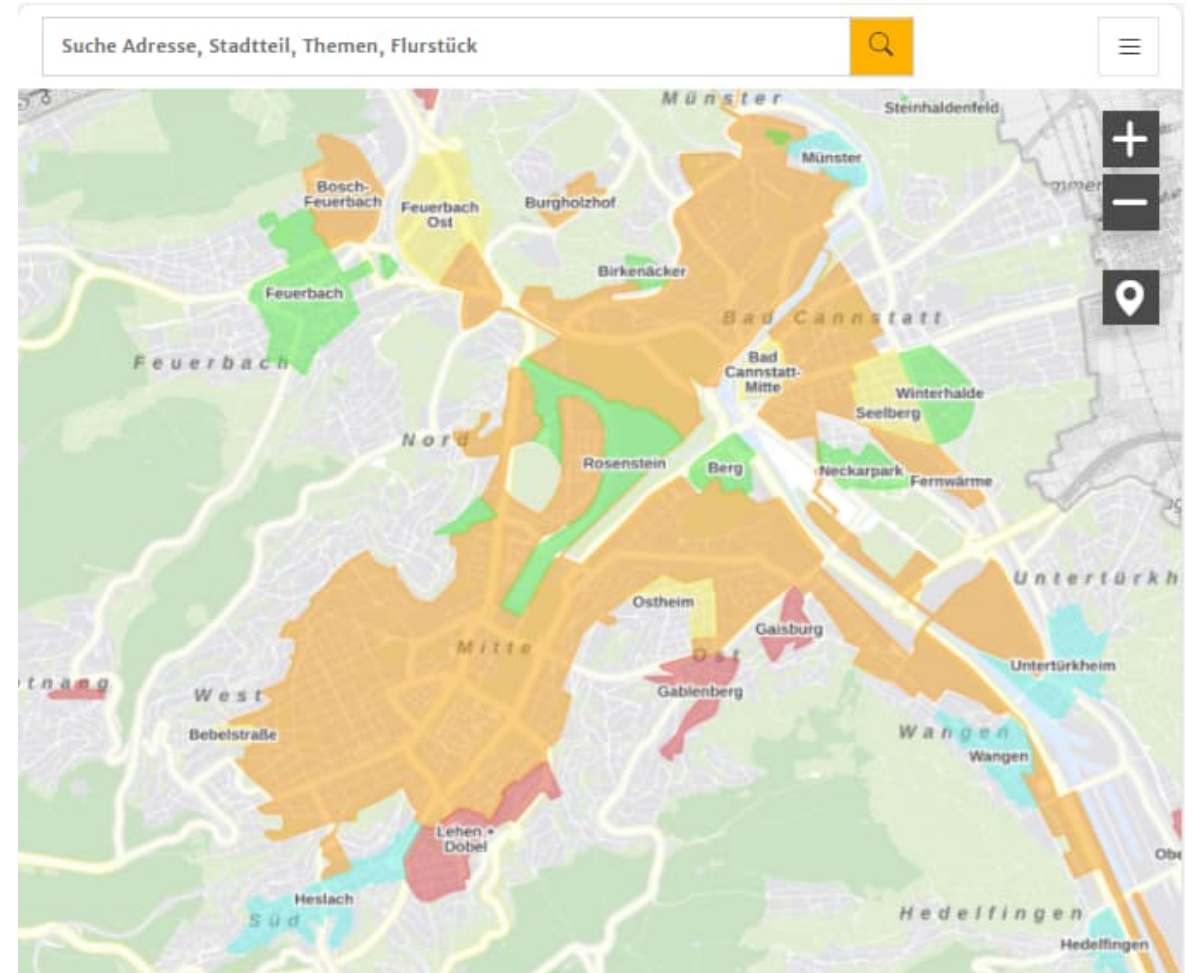 Suche Adresse, Stadtteil, Themen, Flurstück
Münster
Steinhaldenfeld
Münster
Bosch-
Feuerbach
Feuerbach
Ost
Burgholzhof
Birkenäcker
Feuerbach
Bad Cannstatt
Feuerbach
Bad
Cannstatt-
Mitte
Winterhalde
Seelberg
Nord
Rosenstein
Berg
Neckarpark
Fernwärme
Untertürkh
Ostheim
Gaisburg
Mitte
Ost
Untertürkheim
tnang
West
Gablenberg
Bebelstraße
Wangen
Wangen
Lehen +
Dobel
Obe
Heslach
Süd
Hedelfingen
Hedelfingen